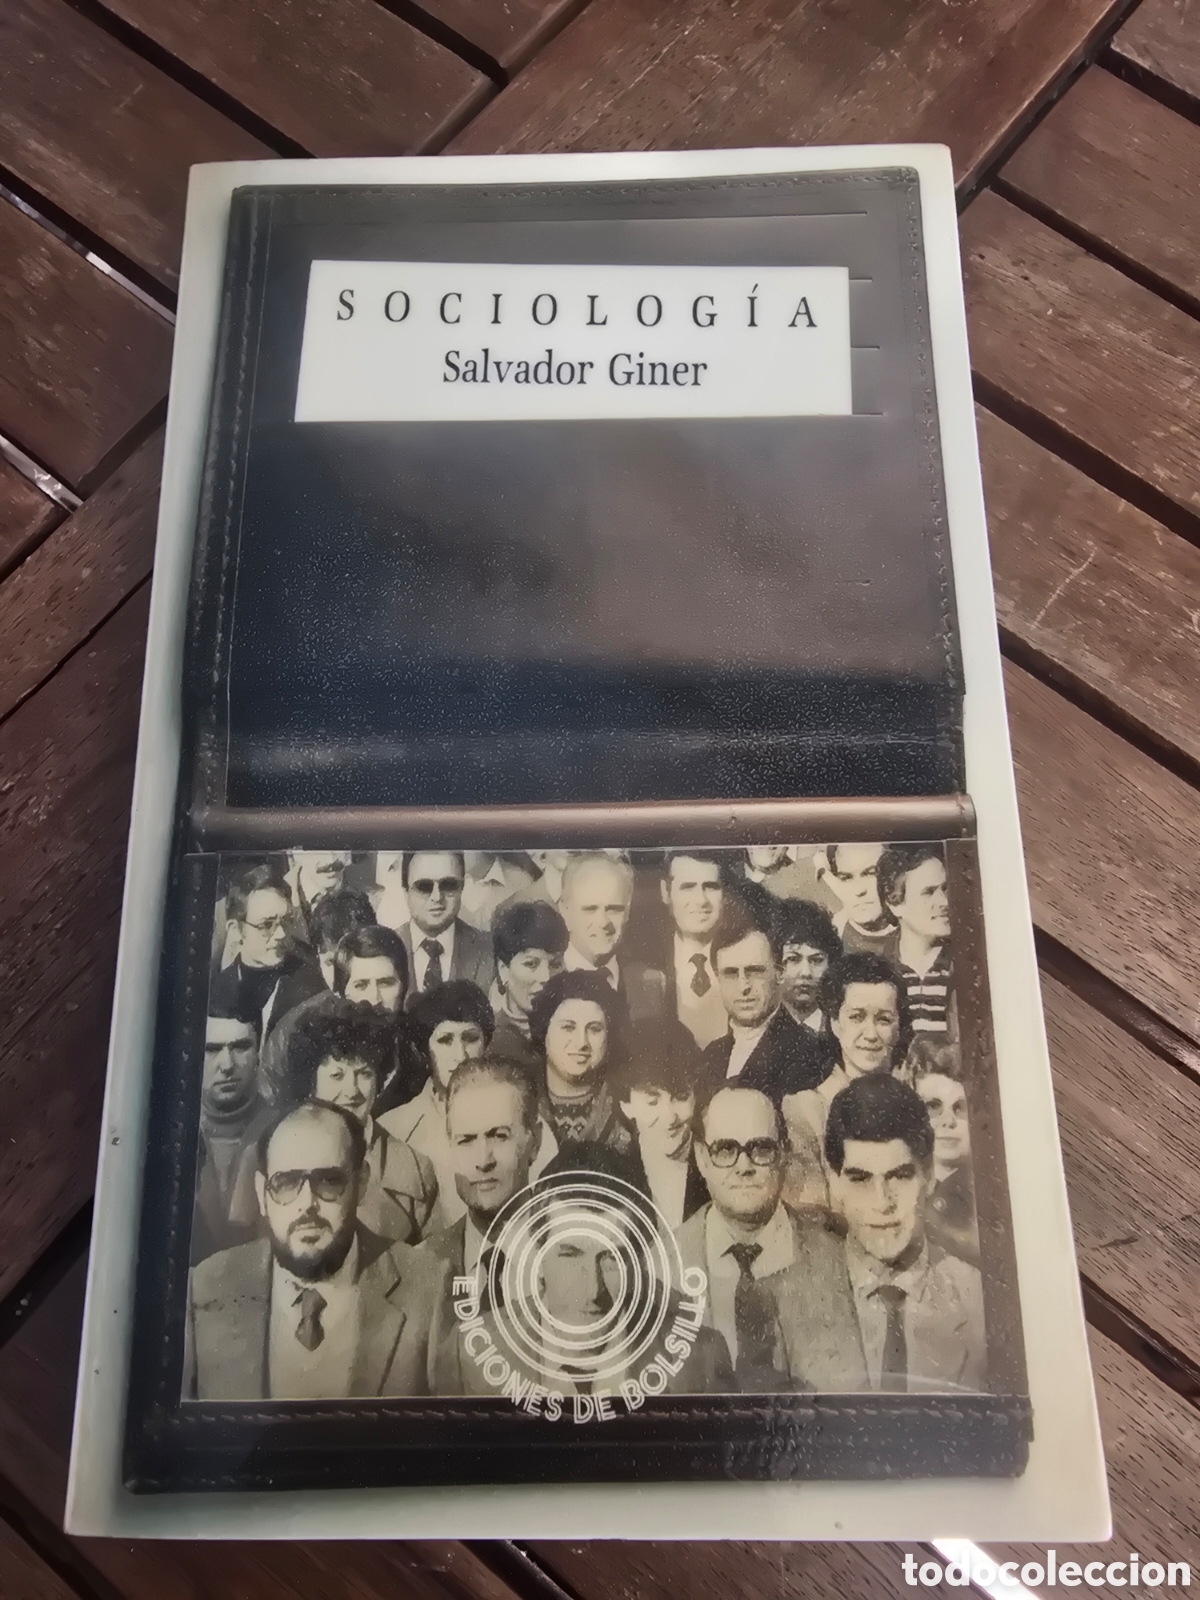 SOCIOLOGÍA
Salvador Giner
EDICIONES DE BOLSILLO
todocoleccion